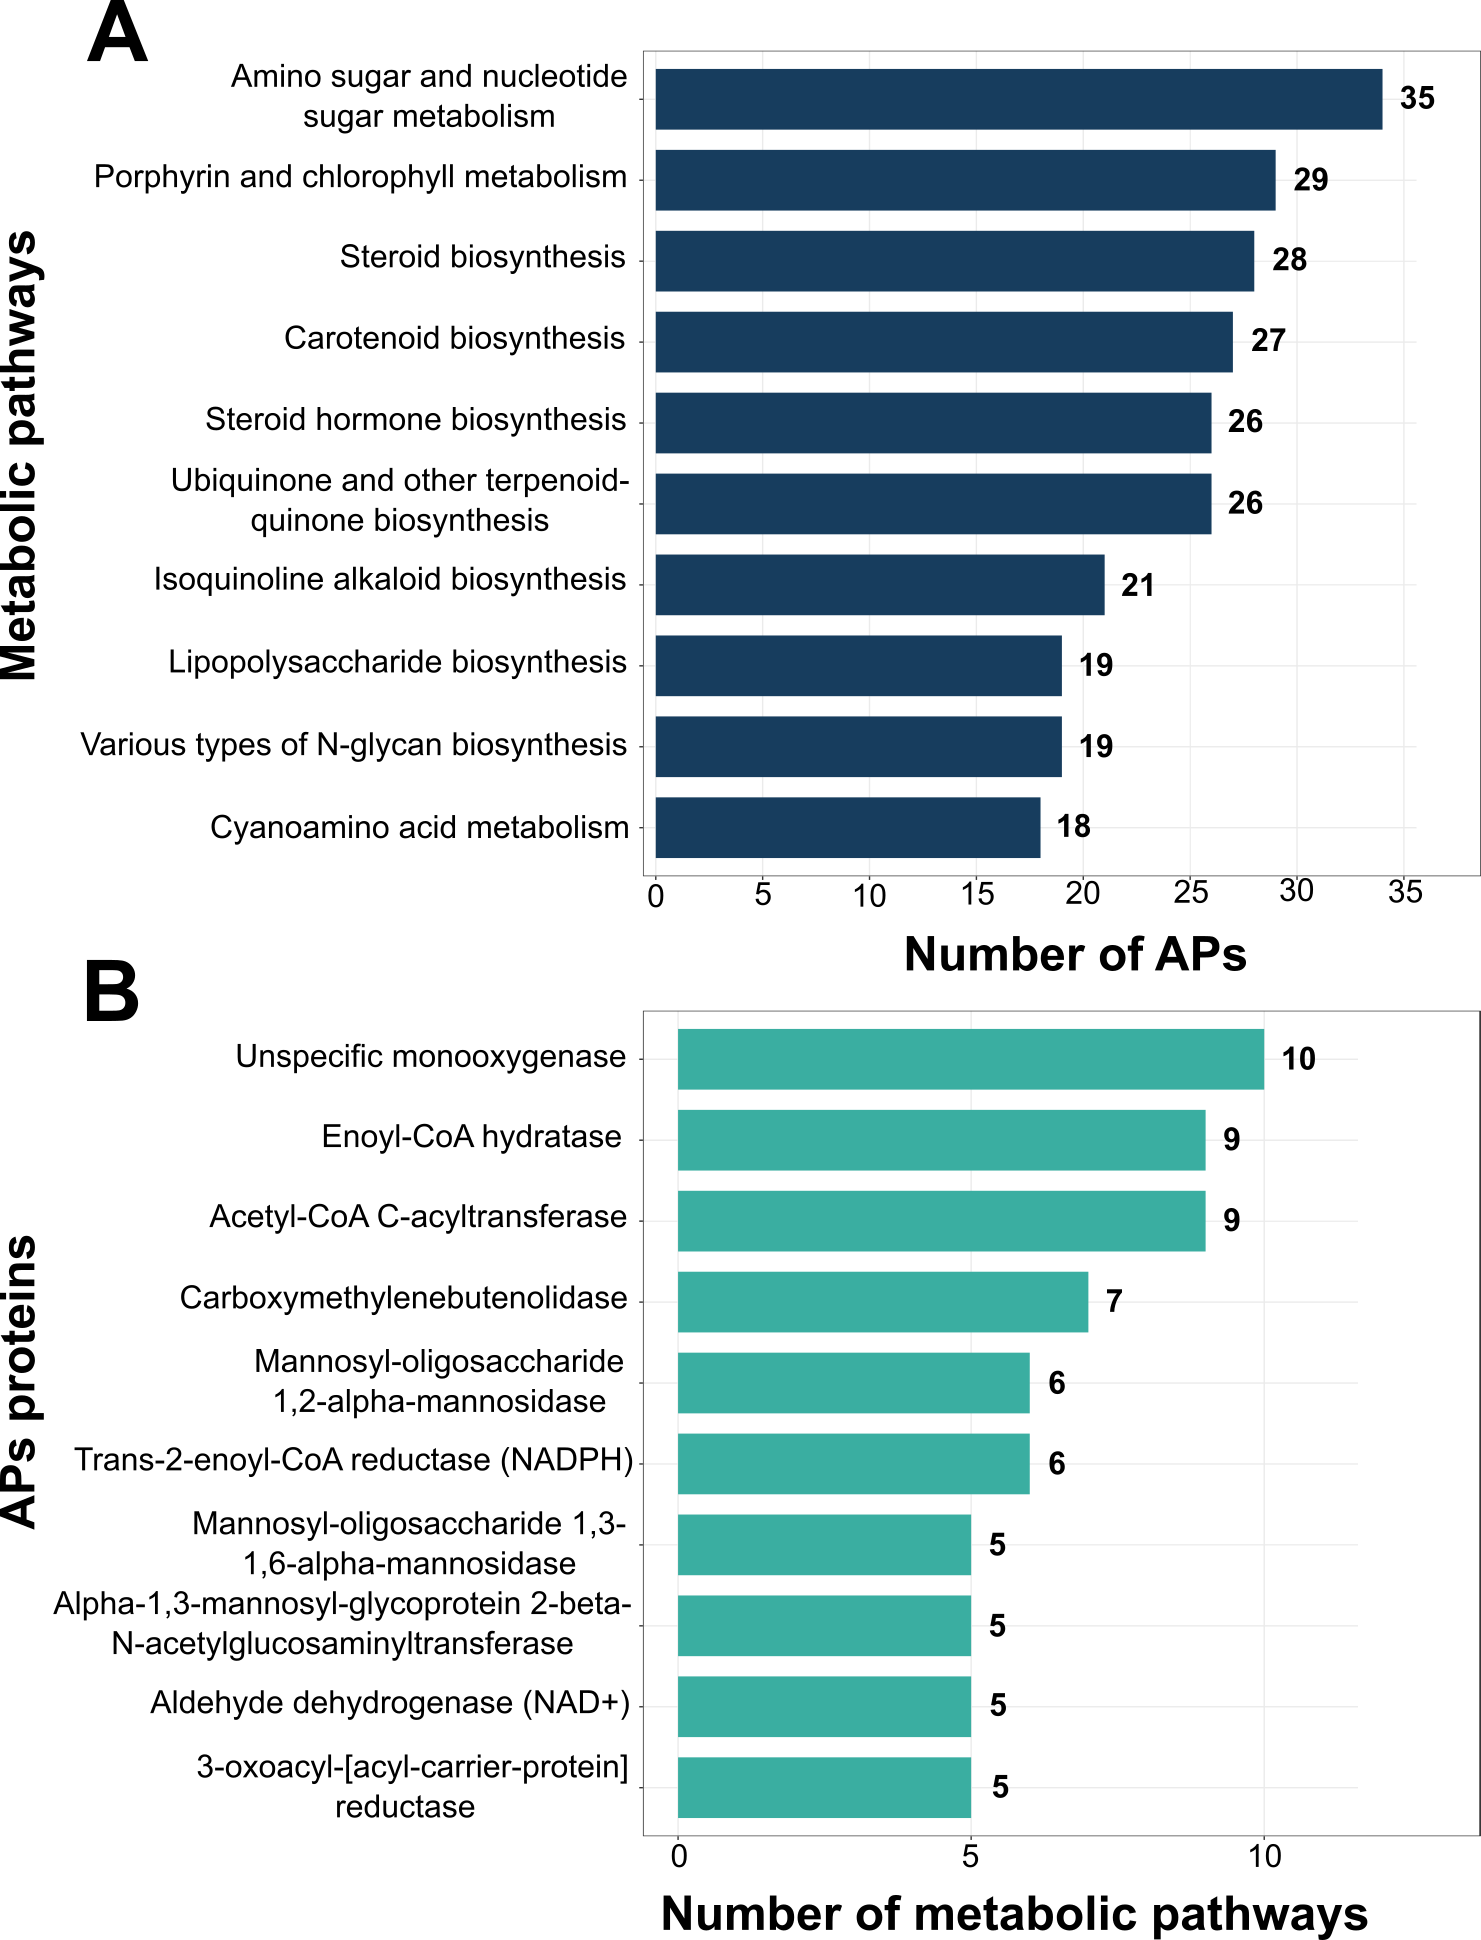 A
Metabolic pathways
Amino sugar and nucleotide
sugar metabolism
35
Porphyrin and chlorophyll metabolism
29
Steroid biosynthesis
28
Carotenoid biosynthesis
27
Steroid hormone biosynthesis
26
Ubiquinone and other terpenoid-
quinone biosynthesis
26
Isoquinoline alkaloid biosynthesis
21
Lipopolysaccharide biosynthesis
19
Various types of N-glycan biosynthesis
19
Cyanoamino acid metabolism
18
0 5 10 15 20 25 30 35
Number of APs
B
APs proteins
Unspecific monooxygenase
10
Enoyl-CoA hydratase
9
Acetyl-CoA C-acyltransferase
9
Carboxymethylenebutenolidase
7
Mannosyl-oligosaccharide
1,2-alpha-mannosidase
6
Trans-2-enoyl-CoA reductase (NADPH)
6
Mannosyl-oligosaccharide 1,3-
1,6-alpha-mannosidase
5
Alpha-1,3-mannosyl-glycoprotein 2-beta-
N-acetylglucosaminyltransferase
5
Aldehyde dehydrogenase (NAD+)
5
3-oxoacyl-[acyl-carrier-protein]
reductase
5
0 5 10
Number of metabolic pathways